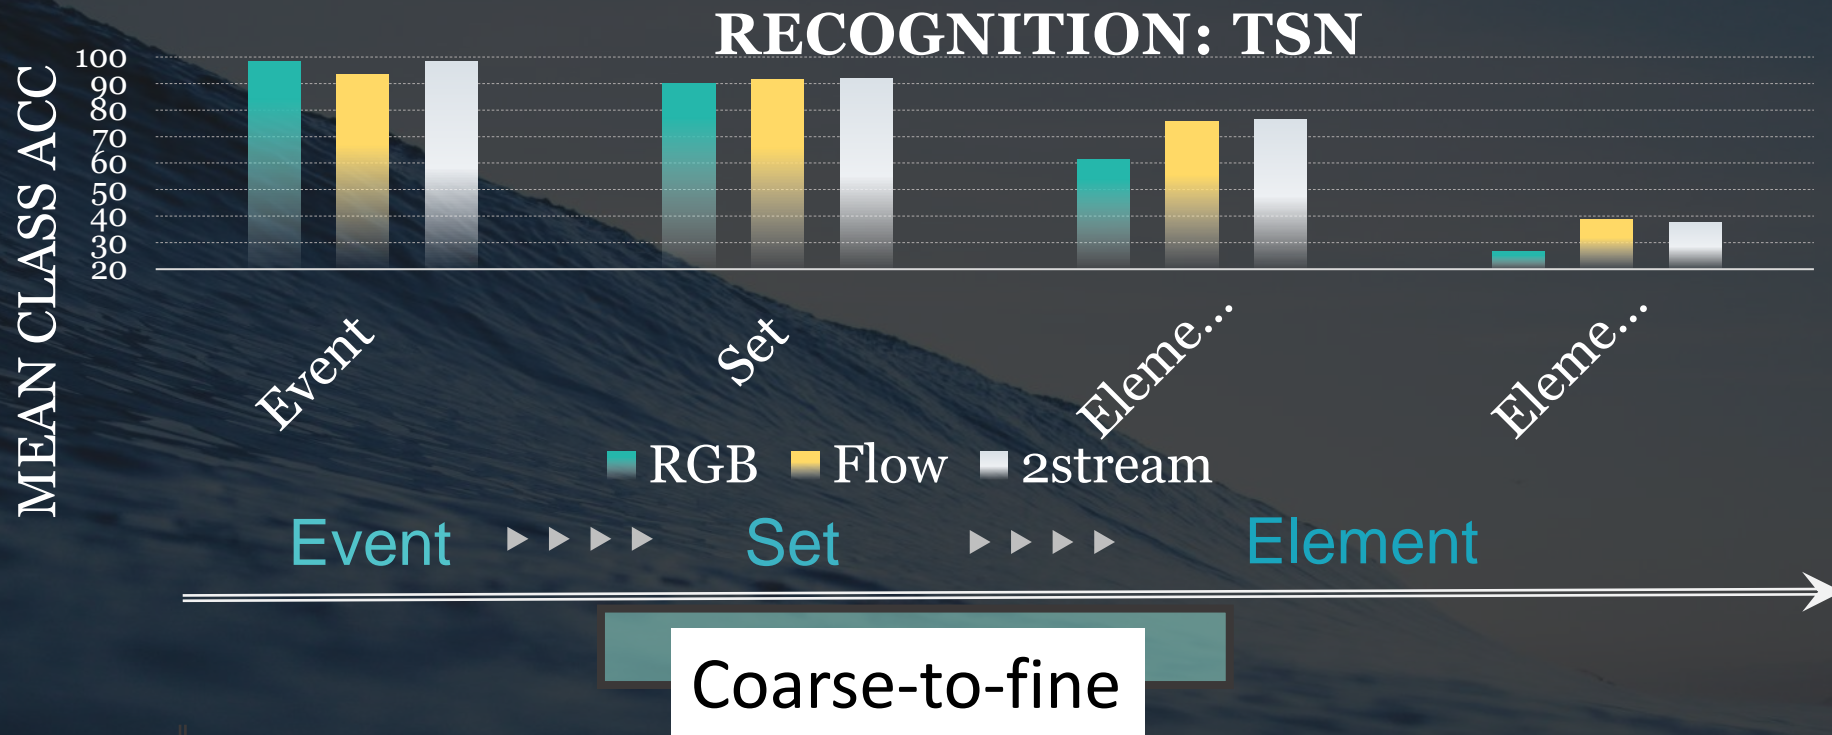 RECOGNITION: TSN
MEAN CLASS ACC
100
90
80
70
60
50
40
30
20
Event
Set
Eleme...
Eleme...
RGB Flow 2stream
Event Set Element
Coarse-to-fine